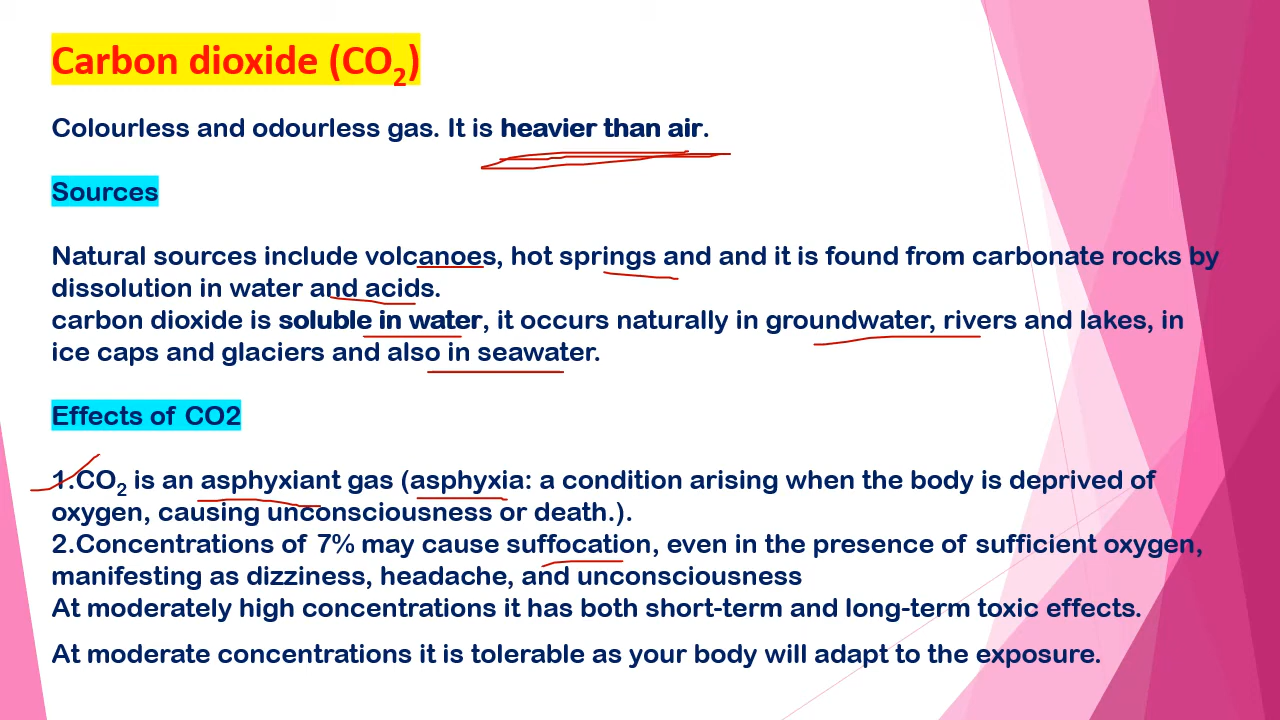 Carbon dioxide (CO₂)
Colourless and odourless gas. It is heavier than air.
Sources
Natural sources include volcanoes, hot springs and and it is found from carbonate rocks by
dissolution in water and acids.
carbon dioxide is soluble in water, it occurs naturally in groundwater, rivers and lakes, in
ice caps and glaciers and also in seawater.
Effects of CO2
1.CO₂ is an asphyxiant gas (asphyxia: a condition arising when the body is deprived of
oxygen, causing unconsciousness or death.).
2.Concentrations of 7% may cause suffocation, even in the presence of sufficient oxygen,
manifesting as dizziness, headache, and unconsciousness
At moderately high concentrations it has both short-term and long-term toxic effects.
At moderate concentrations it is tolerable as your body will adapt to the exposure.